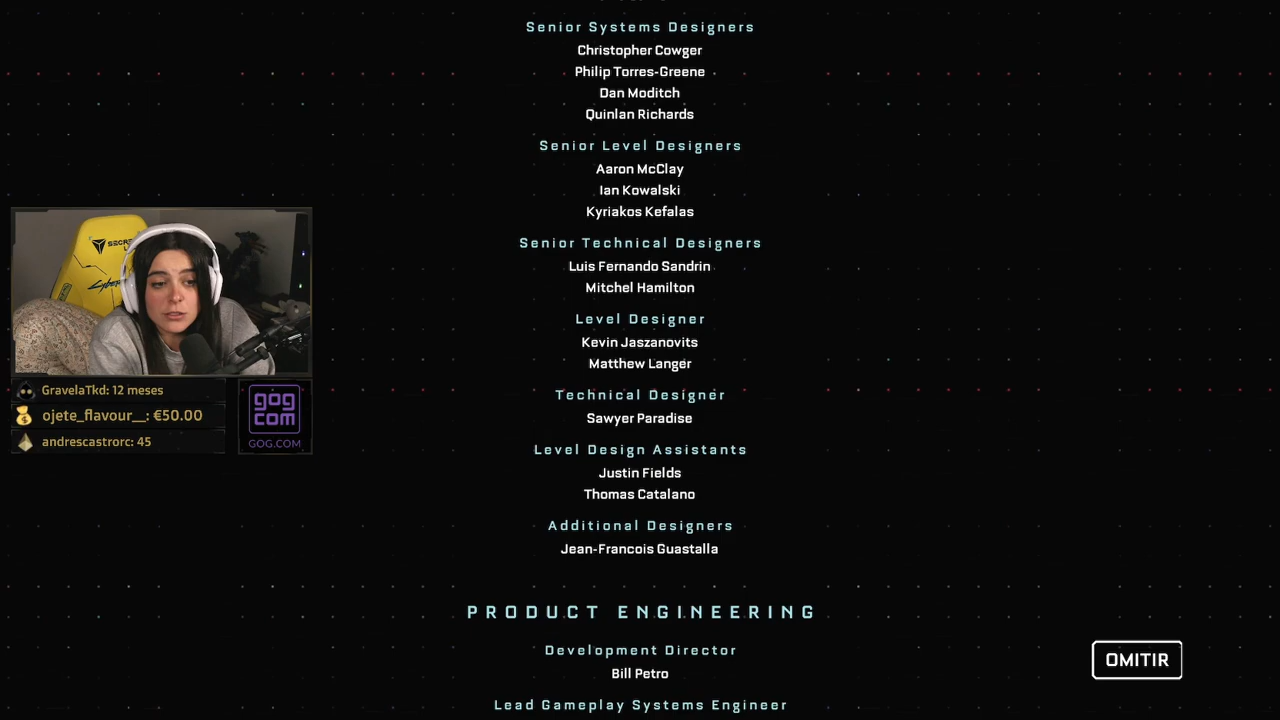 Senior Systems Designers
Christopher Cowger
Philip Torres-Greene
Dan Moditch
Quinlan Richards
Senior Level Designers
Aaron McClay
Ian Kowalski
Kyriakos Kefalas
Senior Technical Designers
Luis Fernando Sandrin
Mitchel Hamilton
Level Designer
Kevin Jaszanovits
Matthew Langer
Technical Designer
Sawyer Paradise
Level Design Assistants
Justin Fields
Thomas Catalano
Additional Designers
Jean-Francois Guastalla
PRODUCT ENGINEERING
Development Director
Bill Petro
Lead Gameplay Systems Engineer
GravelaTkd: 12 meses
ojete_flavour__: €50.00
andrescastrorc: 45
gog
com
GOG.COM
OMITIR